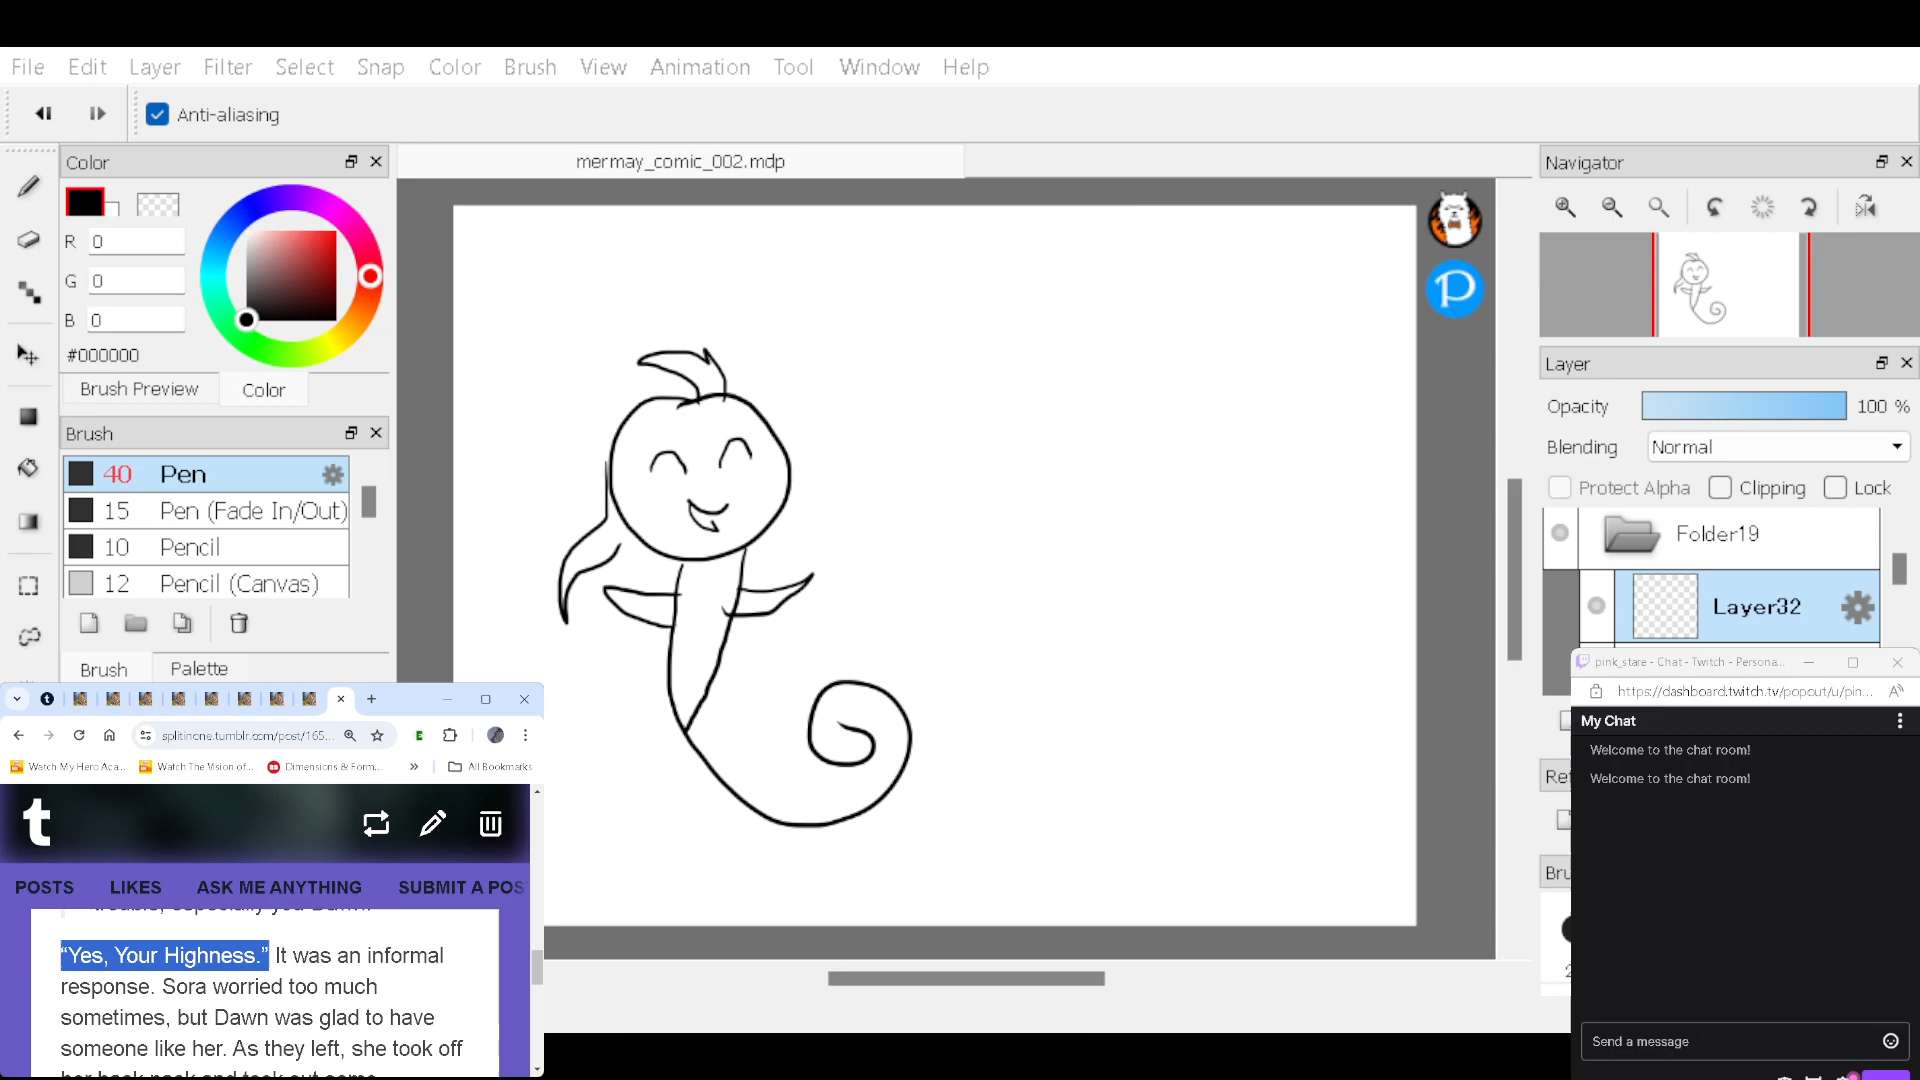 File Edit Layer Filter Select Snap Color Brush View Animation Tool Window Help
Anti-aliasing
Color
mermay_comic_002.mdp
Navigator
R 0
G 0
B 0
#000000
Brush Preview Color
Brush
40 Pen
15 Pen (Fade In/Out)
10 Pencil
12 Pencil (Canvas)
Brush Palette
Layer
Opacity 100 %
Blending Normal
Protect Alpha Clipping Lock
Folder19
Layer32
splitinone.tumblr.com/post/165...
Watch My Hero Aca... Watch The Vision of... Dimensions & Form... » All Bookmarks
t
POSTS LIKES ASK ME ANYTHING SUBMIT A POS
“Yes, Your Highness.” It was an informal
response. Sora worried too much
sometimes, but Dawn was glad to have
someone like her. As they left, she took off
pink_stare - Chat - Twitch - Persona...
https://dashboard.twitch.tv/popout/u/pin...
My Chat
Welcome to the chat room!
Welcome to the chat room!
Send a message